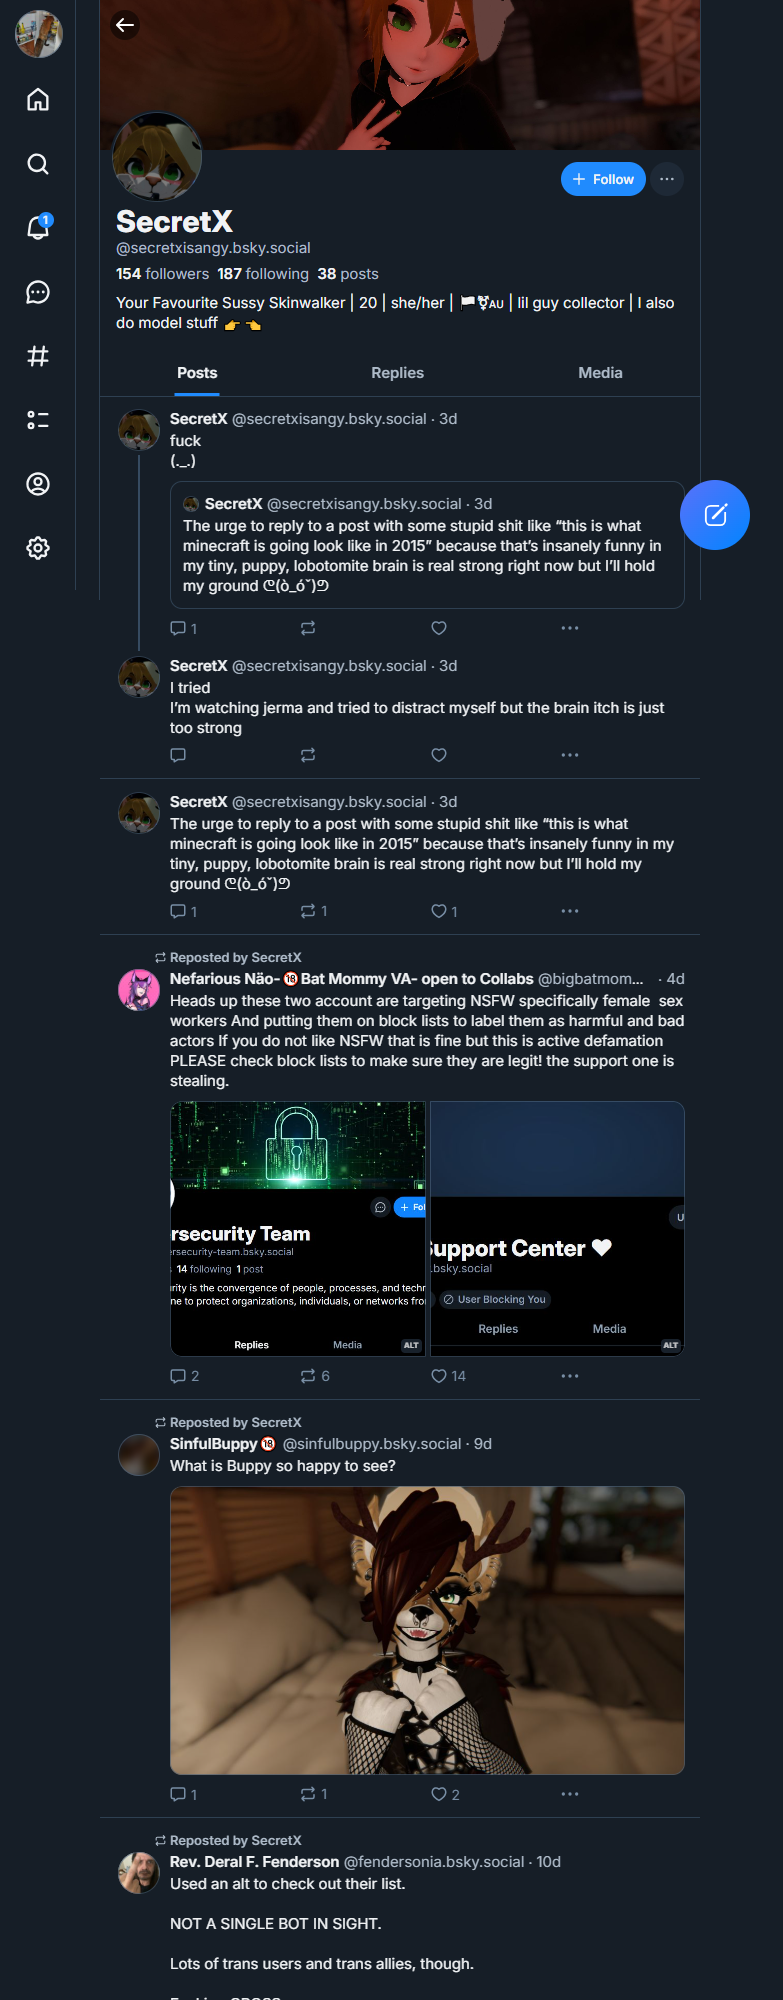 1
Follow
SecretX
@secretxisangy.bsky.social
154 followers 187 following 38 posts
Your Favourite Sussy Skinwalker | 20 | she/her | 🏳️⚧️AU | lil guy collector | I also
do model stuff 👉👈
Posts Replies Media
SecretX @secretxisangy.bsky.social · 3d
fuck
(._.)
SecretX @secretxisangy.bsky.social · 3d
The urge to reply to a post with some stupid shit like “this is what
minecraft is going look like in 2015” because that’s insanely funny in
my tiny, puppy, lobotomite brain is real strong right now but I’ll hold
my ground ᕦ(ò_óˇ)ᕤ
1
SecretX @secretxisangy.bsky.social · 3d
I tried
I’m watching jerma and tried to distract myself but the brain itch is just
too strong
SecretX @secretxisangy.bsky.social · 3d
The urge to reply to a post with some stupid shit like “this is what
minecraft is going look like in 2015” because that’s insanely funny in my
tiny, puppy, lobotomite brain is real strong right now but I’ll hold my
ground ᕦ(ò_óˇ)ᕤ
1 1 1
Reposted by SecretX
Nefarious Näo-🔞Bat Mommy VA- open to Collabs @bigbatmom... · 4d
Heads up these two account are targeting NSFW specifically female sex
workers And putting them on block lists to label them as harmful and bad
actors If you do not like NSFW that is fine but this is active defamation
PLEASE check block lists to make sure they are legit! the support one is
stealing.
+ Fol
rsecurity Team
ersecurity-team.bsky.social
14 following 1 post
urity is the convergence of people, processes, and techr
ne to protect organizations, individuals, or networks fro
Replies Media
ALT
U
Support Center 🤍
.bsky.social
User Blocking You
Replies Media
ALT
2 6 14
Reposted by SecretX
SinfulBuppy🔞 @sinfulbuppy.bsky.social · 9d
What is Buppy so happy to see?
1 1 2
Reposted by SecretX
Rev. Deral F. Fenderson @fendersonia.bsky.social · 10d
Used an alt to check out their list.
NOT A SINGLE BOT IN SIGHT.
Lots of trans users and trans allies, though.